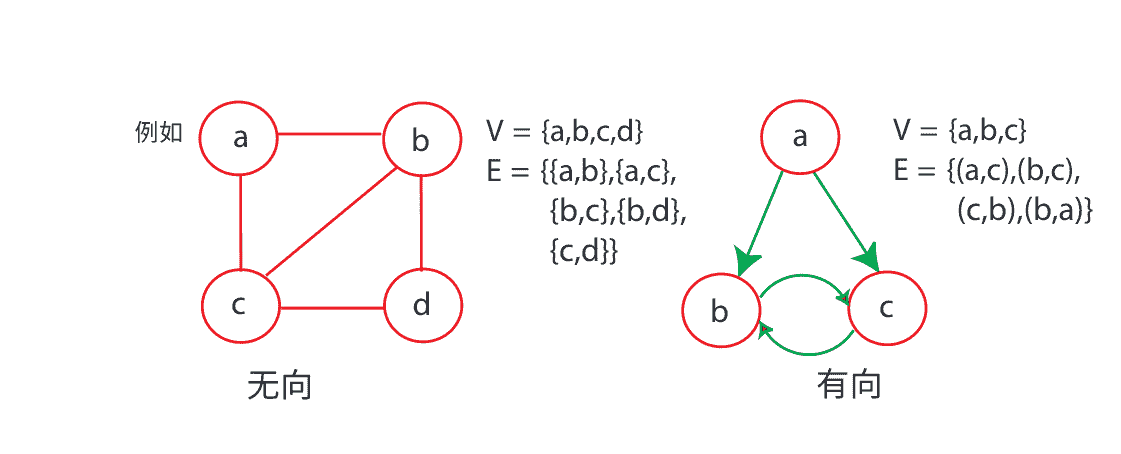 例如
a
b
c
d
V = {a,b,c,d}
E = {{a,b},{a,c},
{b,c},{b,d},
{c,d}}
无向
a
b
c
V = {a,b,c}
E = {(a,c),(b,c),
(c,b),(b,a)}
有向